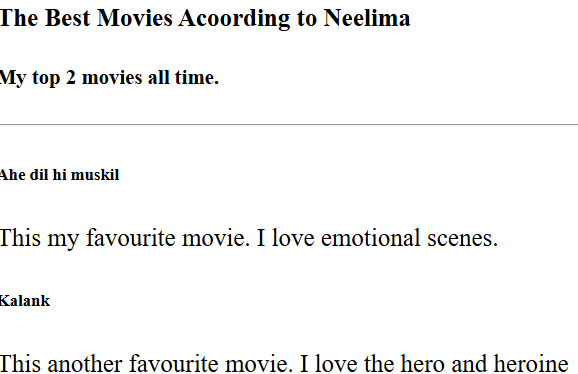 The Best Movies Acoording to Neelima
My top 2 movies all time.
Ahe dil hi muskil
This my favourite movie. I love emotional scenes.
Kalank
This another favourite movie. I love the hero and heroine